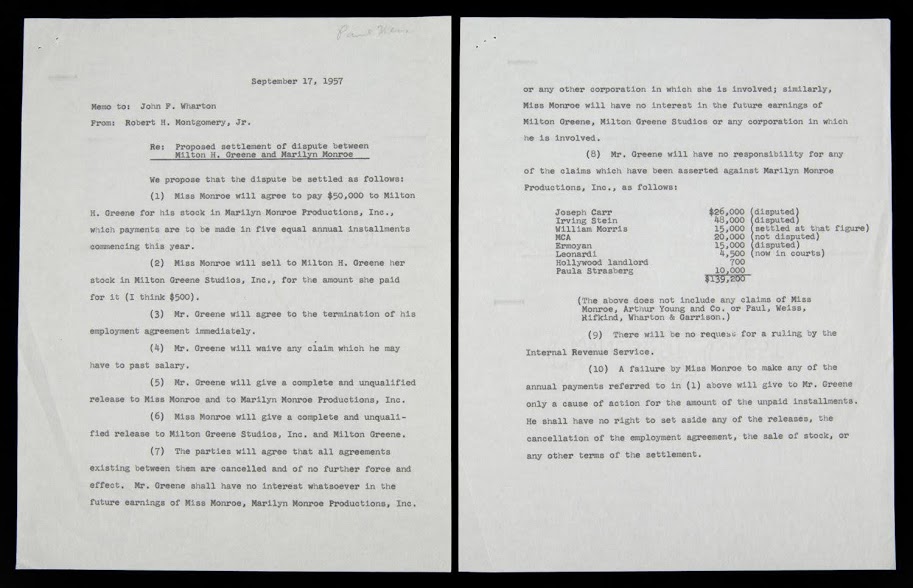 Paul Weiss
September 17, 1957
Memo to: John F. Wharton
From: Robert H. Montgomery, Jr.
Re: Proposed settlement of dispute between
Milton H. Greene and Marilyn Monroe
We propose that the dispute be settled as follows:
(1) Miss Monroe will agree to pay $50,000 to Milton
H. Greene for his stock in Marilyn Monroe Productions, Inc.,
which payments are to be made in five equal annual installments
commencing this year.
(2) Miss Monroe will sell to Milton H. Greene her
stock in Milton Greene Studios, Inc., for the amount she paid
for it (I think $500).
(3) Mr. Greene will agree to the termination of his
employment agreement immediately.
(4) Mr. Greene will waive any claim which he may
have to past salary.
(5) Mr. Greene will give a complete and unqualified
release to Miss Monroe and to Marilyn Monroe Productions, Inc.
(6) Miss Monroe will give a complete and unquali-
fied release to Milton Greene Studios, Inc. and Milton Greene.
(7) The parties will agree that all agreements
existing between them are cancelled and of no further force and
effect. Mr. Greene shall have no interest whatsoever in the
future earnings of Miss Monroe, Marilyn Monroe Productions, Inc.
or any other corporation in which she is involved; similarly,
Miss Monroe will have no interest in the future earnings of
Milton Greene, Milton Greene Studios or any corporation in which
he is involved.
(8) Mr. Greene will have no responsibility for any
of the claims which have been asserted against Marilyn Monroe
Productions, Inc., as follows:
Joseph Carr $26,000 (disputed)
Irving Stein 48,000 (disputed)
William Morris 15,000 (settled at that figure)
MCA 20,000 (not disputed)
Ermoyan 15,000 (disputed)
Leonardi 4,500 (now in courts)
Hollywood landlord 700
Paula Strasberg 10,000
$139,200
(The above does not include any claims of Miss
Monroe, Arthur Young and Co. or Paul, Weiss,
Rifkind, Wharton & Garrison.)
(9) There will be no request for a ruling by the
Internal Revenue Service.
(10) A failure by Miss Monroe to make any of the
annual payments referred to in (1) above will give to Mr. Greene
only a cause of action for the amount of the unpaid installments.
He shall have no right to set aside any of the releases, the
cancellation of the employment agreement, the sale of stock, or
any other terms of the settlement.